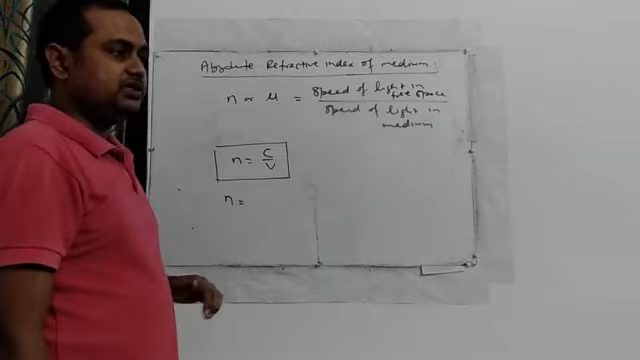 Absolute Refractive index of medium:
n or μ = speed of light in free space / speed of light in medium
n = C / V
n =